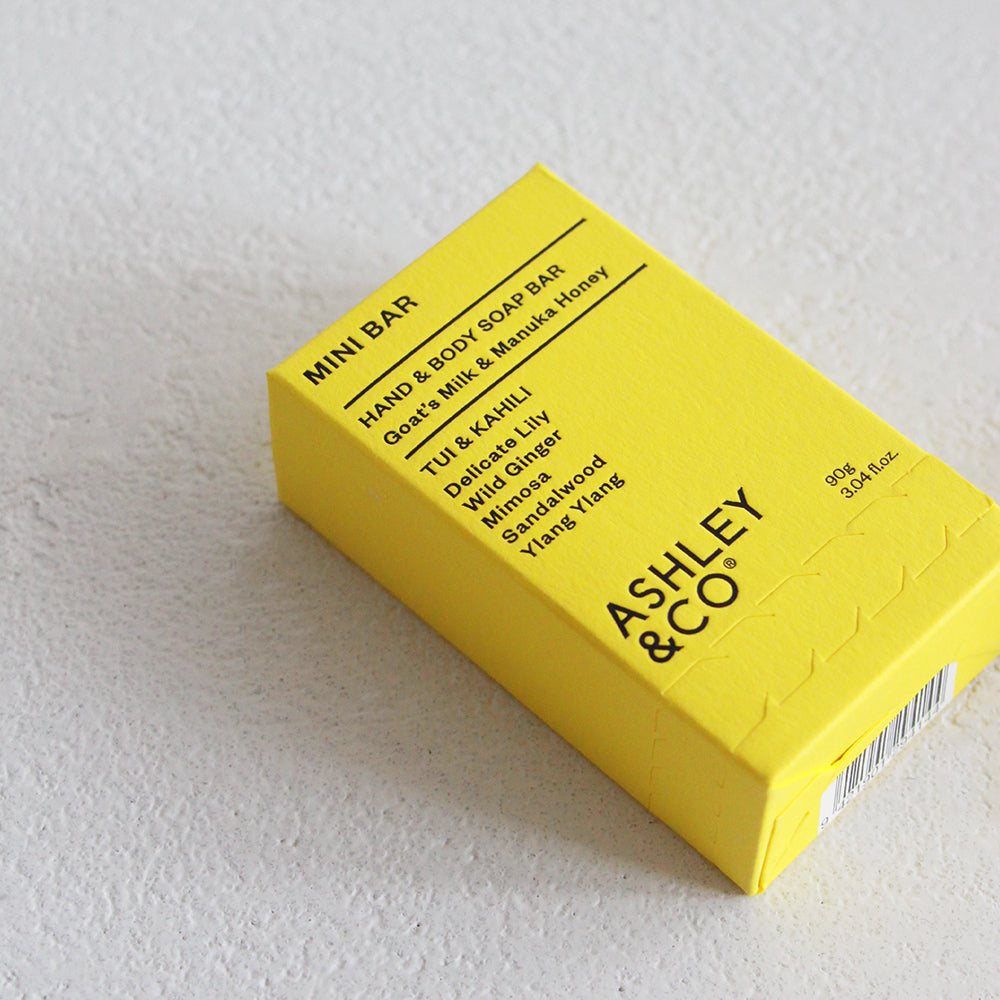 MINI BAR
HAND & BODY SOAP BAR
Goat's Milk & Manuka Honey
TUI & KAHILI
Delicate Lily
Wild Ginger
Mimosa
Sandalwood
Ylang Ylang
90g
3.04 fl.oz.
ASHLEY
&CO®